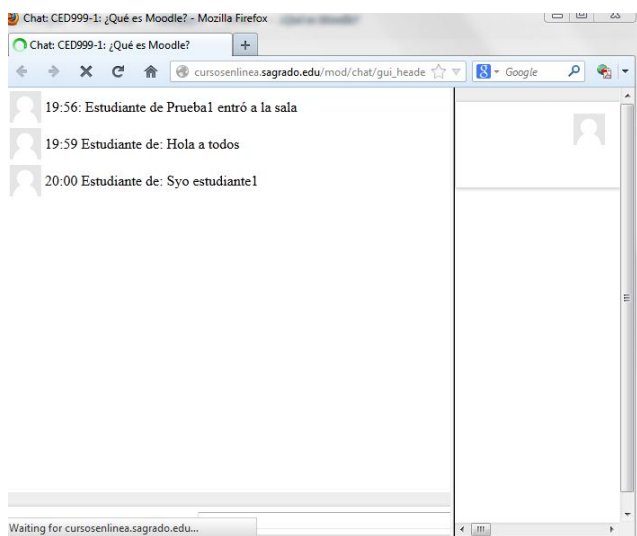 Chat: CED999-1: ¿Qué es Moodle? - Mozilla Firefox
Chat: CED999-1: ¿Qué es Moodle?
cursosenlinea.sagrado.edu/mod/chat/gui_heade
Google
19:56: Estudiante de Prueba1 entró a la sala
19:59 Estudiante de: Hola a todos
20:00 Estudiante de: Syo estudiante1
Waiting for cursosenlinea.sagrado.edu...